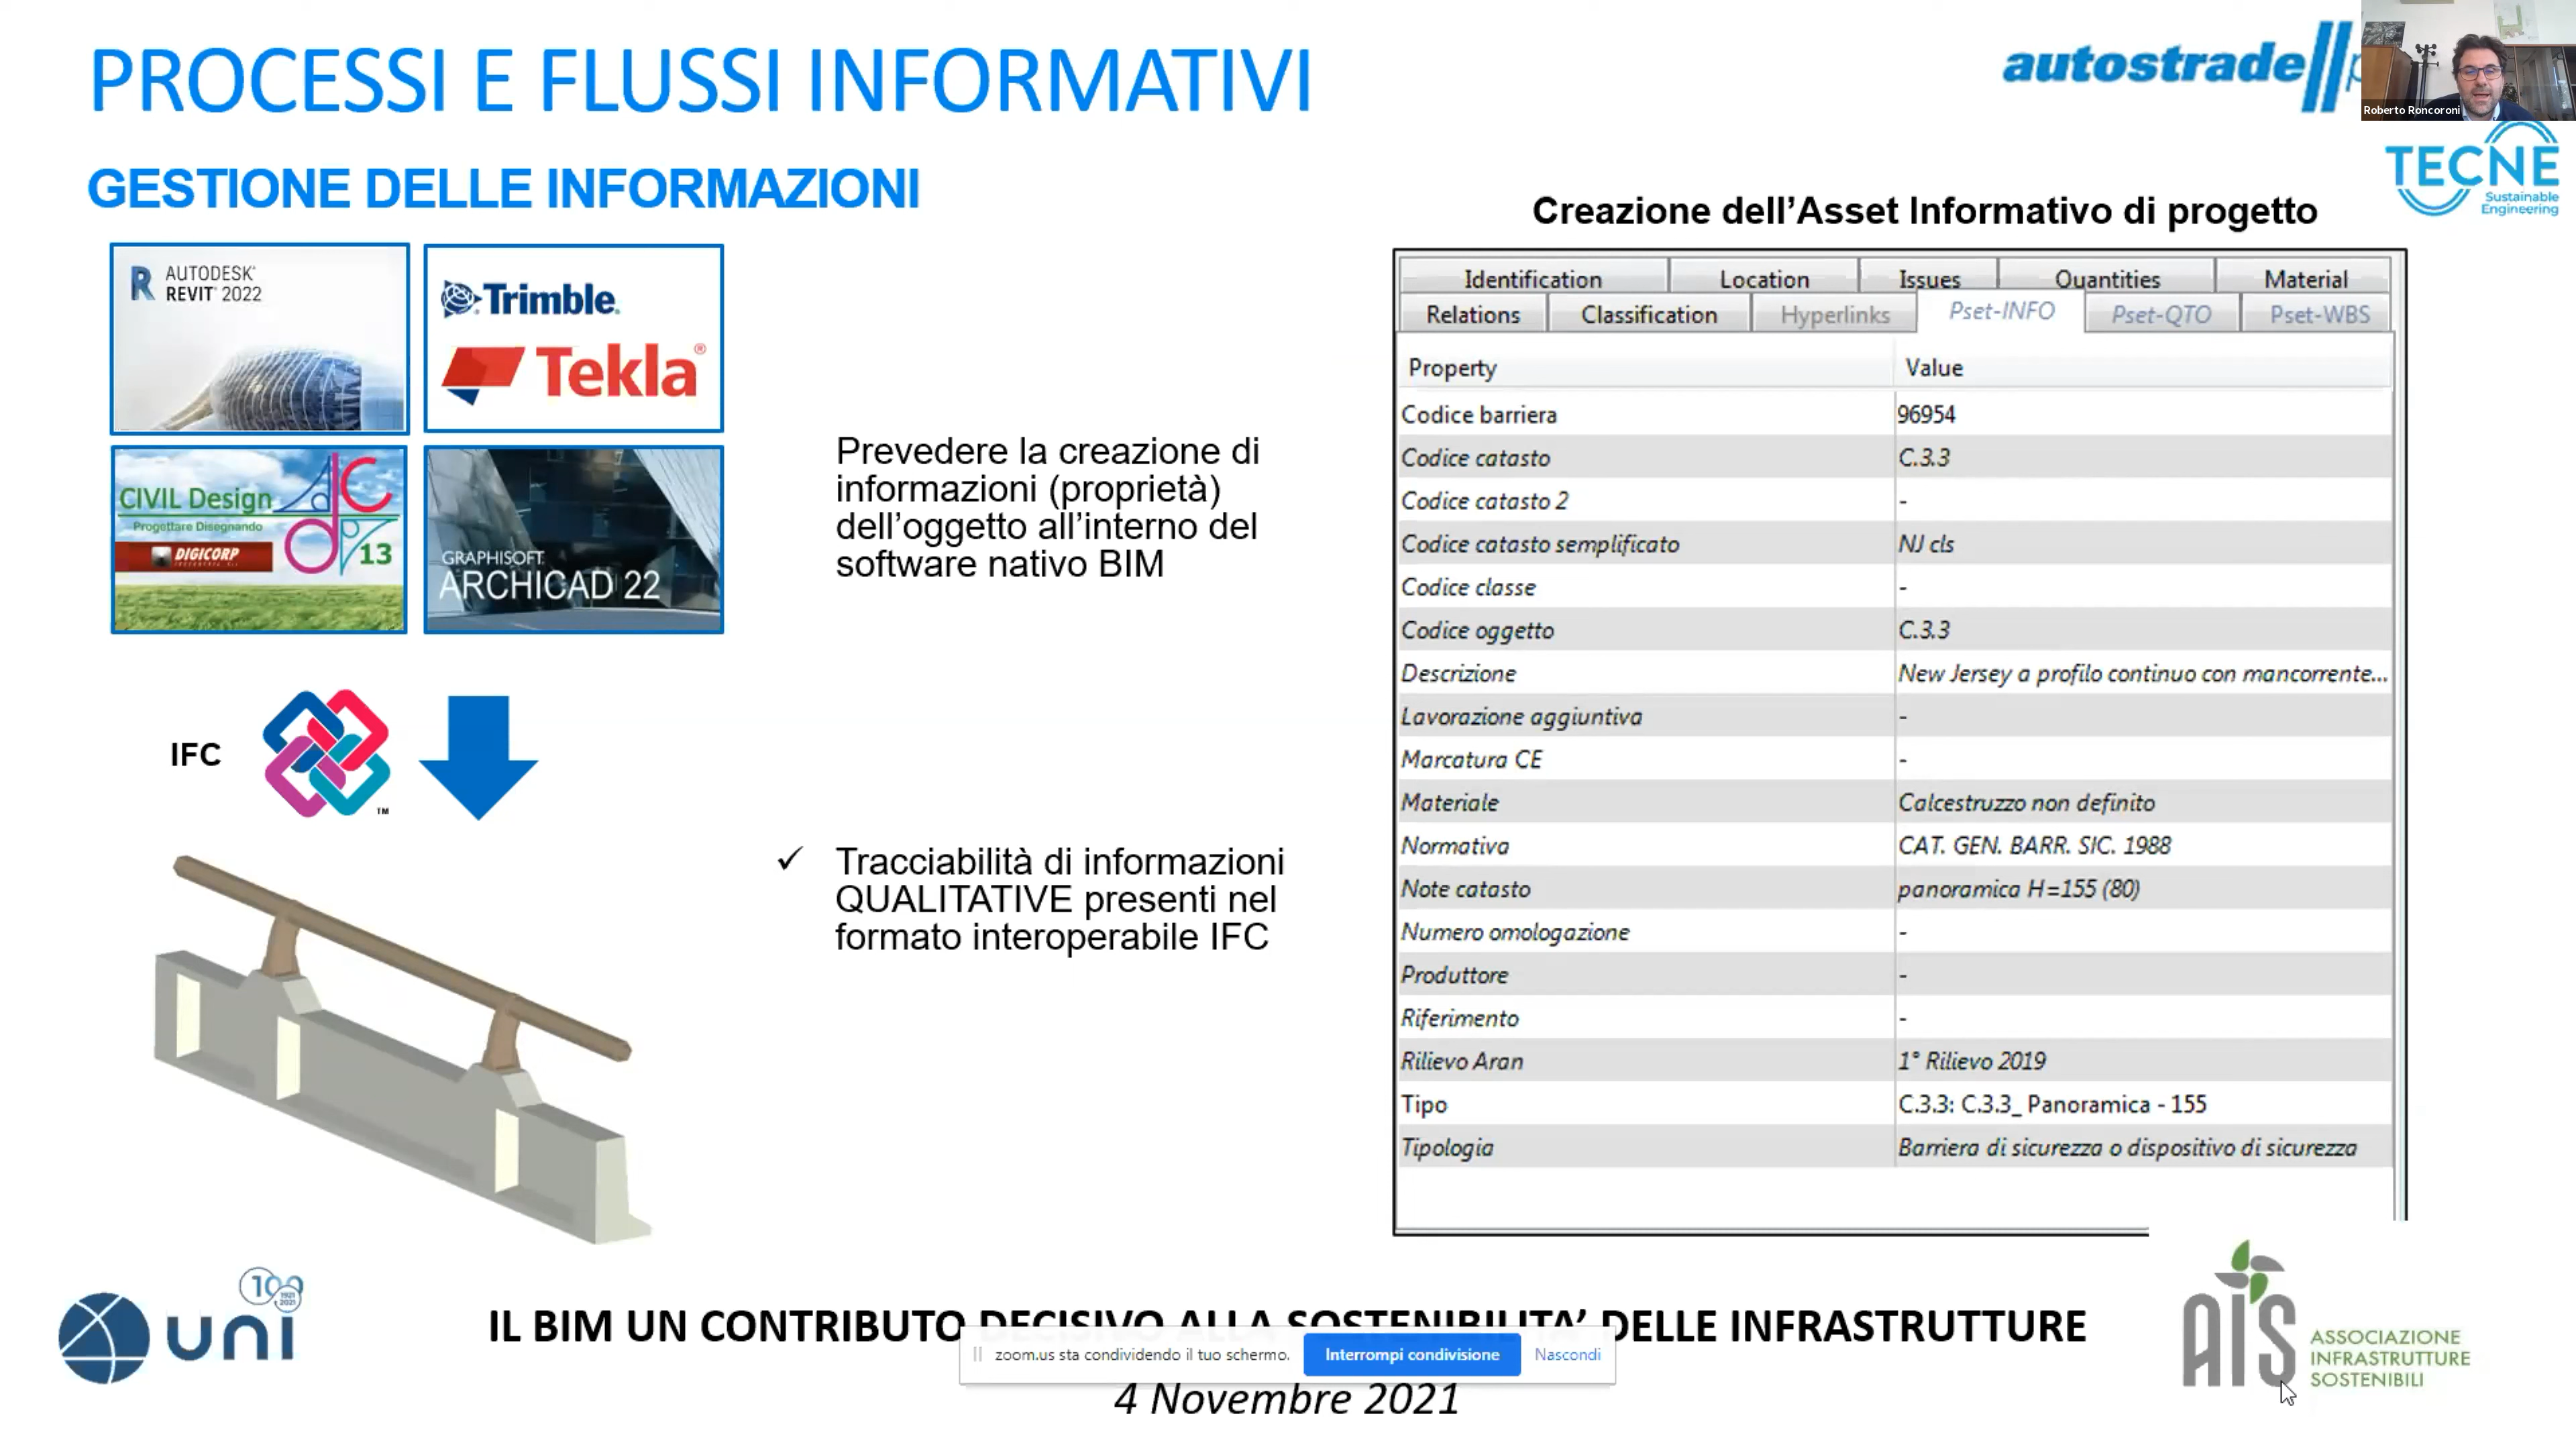 PROCESSI E FLUSSI INFORMATIVI
autostrade
Roberto Roncoroni
TECNE
Sustainable
Engineering
GESTIONE DELLE INFORMAZIONI
AUTODESK®
REVIT® 2022
Trimble.
Tekla®
CIVIL Design
Progettare Disegnando
DIGICORP
13
GRAPHISOFT
ARCHICAD 22
Prevedere la creazione di
informazioni (proprietà)
dell’oggetto all’interno del
software nativo BIM
IFC
TM
✓ Tracciabilità di informazioni
QUALITATIVE presenti nel
formato interoperabile IFC
Creazione dell’Asset Informativo di progetto
Identification Location Issues Quantities Material
Relations Classification Hyperlinks Pset-INFO Pset-QTO Pset-WBS
Property Value
Codice barriera 96954
Codice catasto C.3.3
Codice catasto 2 -
Codice catasto semplificato NJ cls
Codice classe -
Codice oggetto C.3.3
Descrizione New Jersey a profilo continuo con mancorrente...
Lavorazione aggiuntiva -
Marcatura CE -
Materiale Calcestruzzo non definito
Normativa CAT. GEN. BARR. SIC. 1988
Note catasto panoramica H=155 (80)
Numero omologazione -
Produttore -
Riferimento -
Rilievo Aran 1° Rilievo 2019
Tipo C.3.3: C.3.3_ Panoramica - 155
Tipologia Barriera di sicurezza o dispositivo di sicurezza
uni
100
1921
2021
IL BIM UN CONTRIBUTO DECISIVO ALLA SOSTENIBILITA’ DELLE INFRASTRUTTURE
zoom.us sta condividendo il tuo schermo. Interrompi condivisione Nascondi
4 Novembre 2021
AIS
ASSOCIAZIONE
INFRASTRUTTURE
SOSTENIBILI